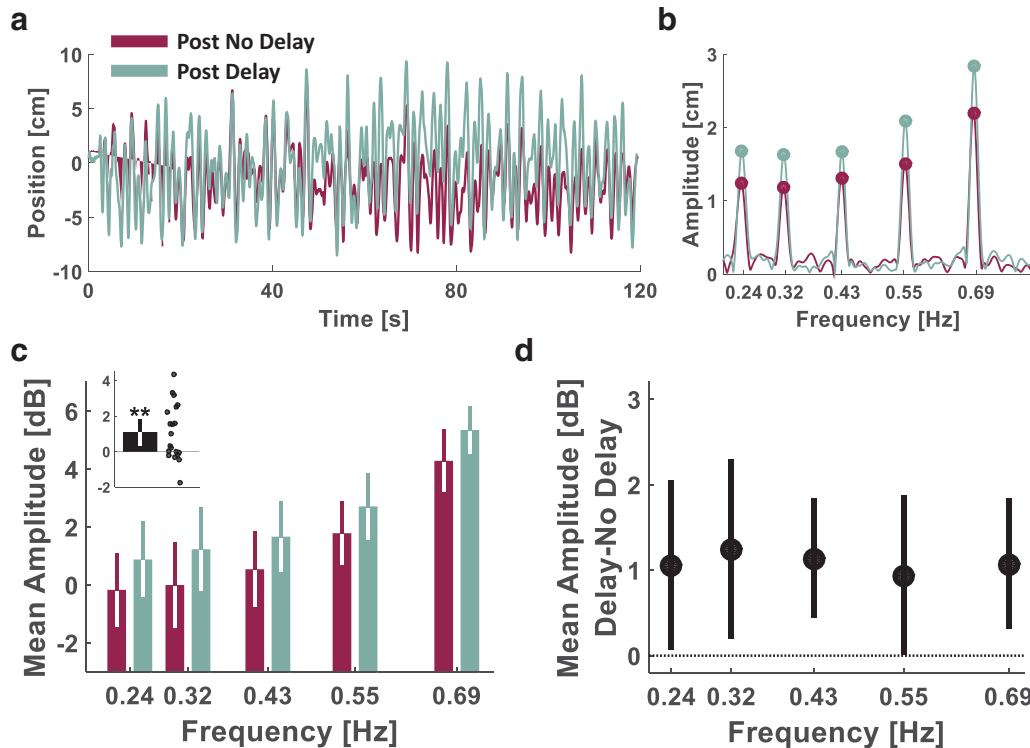 a
Post No Delay
Post Delay
Position [cm]
10
5
0
-5
-10
0
40
80
120
Time [s]
b
Amplitude [cm]
3
2
1
0
0.24
0.32
0.43
0.55
0.69
Frequency [Hz]
c
Mean Amplitude [dB]
6
4
2
0
-2
4
2
0
-2
**
0.24
0.32
0.43
0.55
0.69
Frequency [Hz]
d
Mean Amplitude [dB]
Delay-No Delay
3
2
1
0
0.24
0.32
0.43
0.55
0.69
Frequency [Hz]